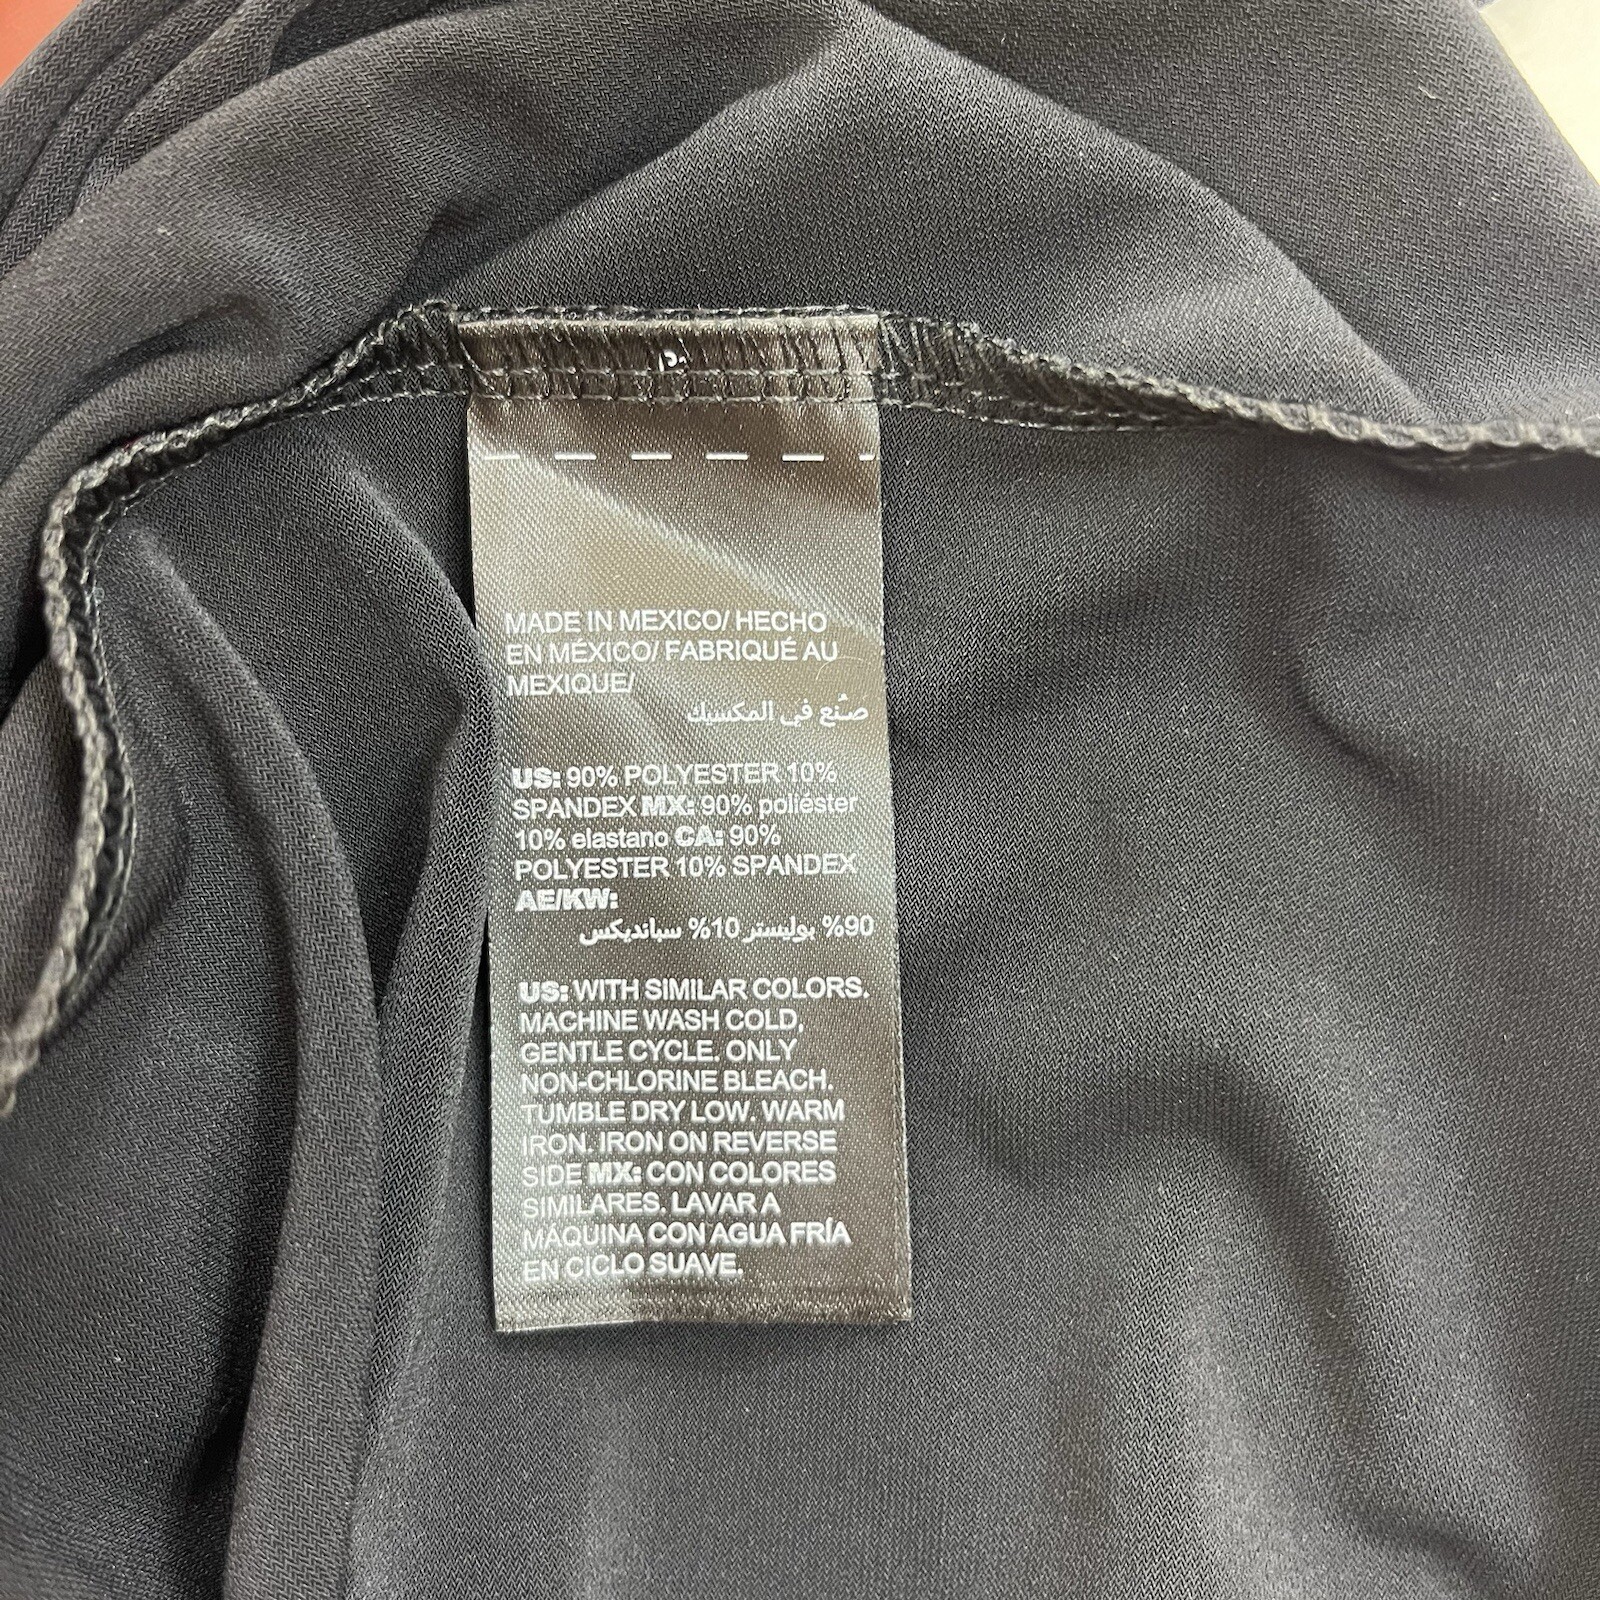 MADE IN MEXICO/ HECHO
EN MÉXICO/ FABRIQUÉ AU
MEXIQUE/
صُنع في المكسيك
US: 90% POLYESTER 10%
SPANDEX MX: 90% poliéster
10% elastano CA: 90%
POLYESTER 10% SPANDEX
AE/KW:
90% بوليستر 10% سبانديكس
US: WITH SIMILAR COLORS.
MACHINE WASH COLD,
GENTLE CYCLE. ONLY
NON-CHLORINE BLEACH.
TUMBLE DRY LOW. WARM
IRON. IRON ON REVERSE
SIDE MX: CON COLORES
SIMILARES. LAVAR A
MÁQUINA CON AGUA FRÍA
EN CICLO SUAVE.